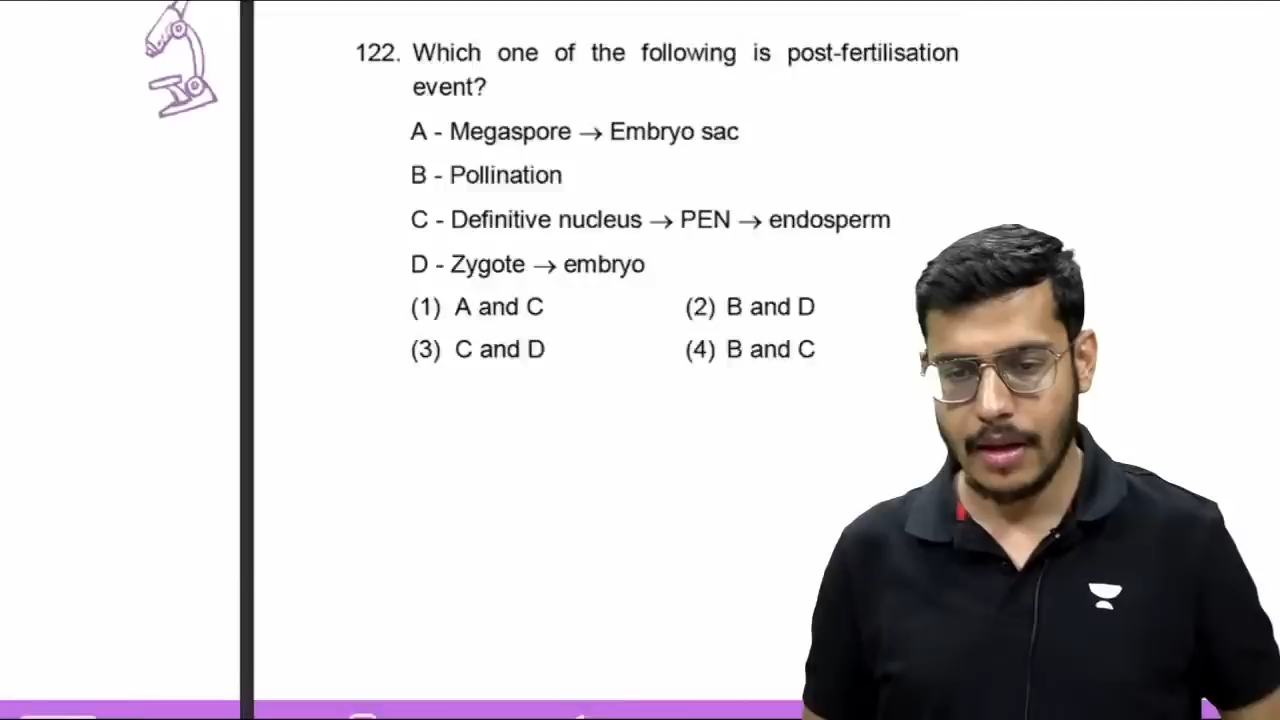 122. Which one of the following is post-fertilisation
event?
A - Megaspore → Embryo sac
B - Pollination
C - Definitive nucleus → PEN → endosperm
D - Zygote → embryo
(1) A and C (2) B and D
(3) C and D (4) B and C